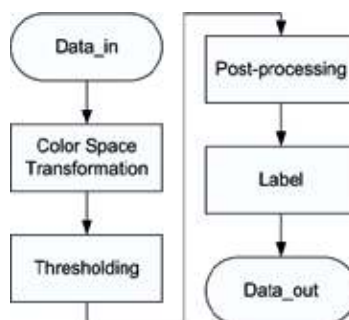 Data_in
Color Space
Transformation
Thresholding
Post-processing
Label
Data_out